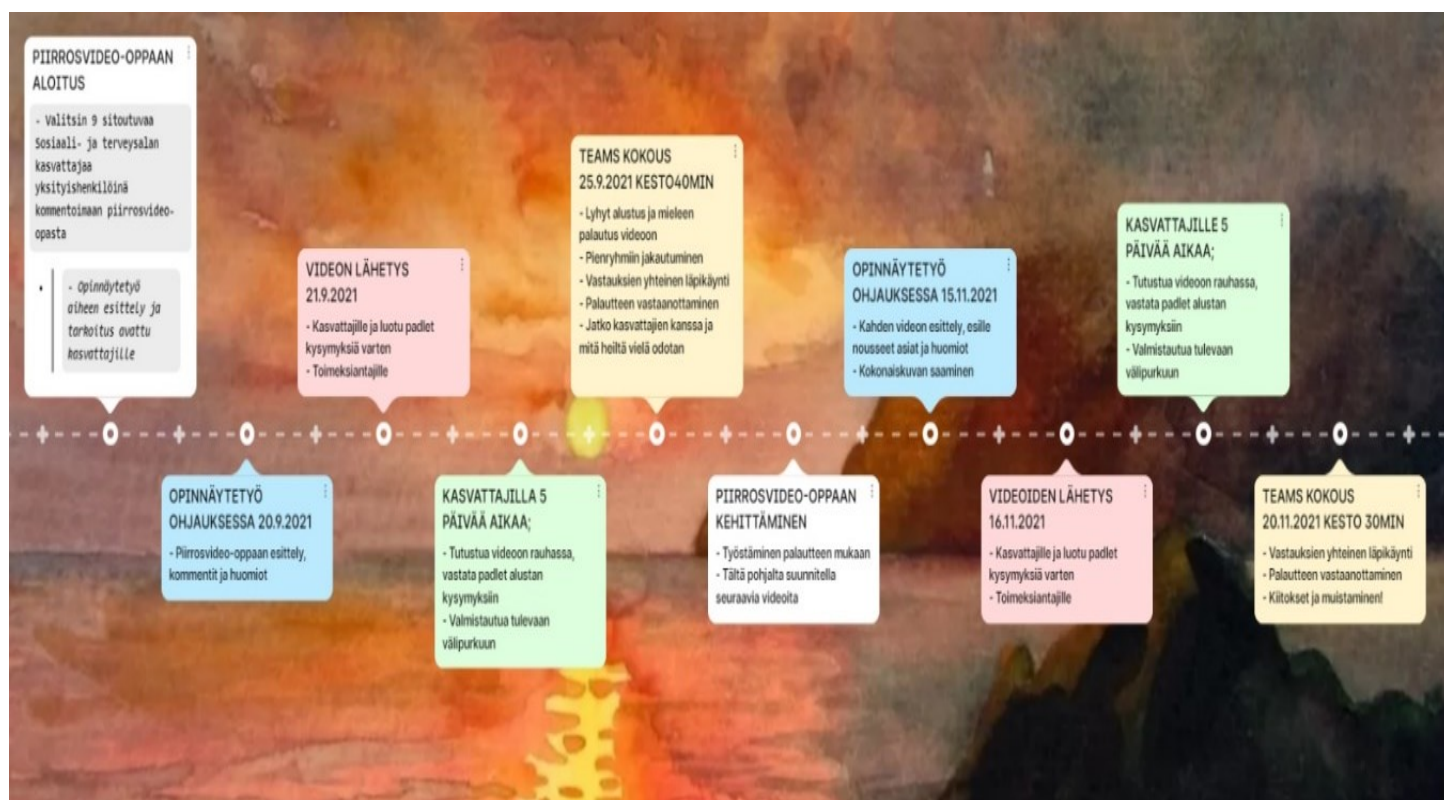 PIIRROSVIDEO-OPPAAN
ALOITUS
- Valitsin 9 sitoutuvaa
Sosiaali- ja terveysalan
kasvattajaa
yksityishenkilöinä
kommentoimaan piirrosvideo-
opasta
- Opinnäytetyö
aiheen esittely ja
tarkoitus avattu
kasvattajille
OPINNÄYTETYÖ
OHJAUKSESSA 20.9.2021
- Piirrosvideo-oppaan esittely,
kommentit ja huomiot
VIDEON LÄHETYS
21.9.2021
- Kasvattajille ja luotu padlet
kysymyksiä varten
- Toimeksiantajille
KASVATTAJILLA 5
PÄIVÄÄ AIKAA;
- Tutustua videoon rauhassa,
vastata padlet alustan
kysymyksiin
- Valmistautua tulevaan
välipurkuun
TEAMS KOKOUS
25.9.2021 KESTO40MIN
- Lyhyt alustus ja mieleen
palautus videoon
- Pienryhmiin jakautuminen
- Vastauksien yhteinen läpikäynti
- Palautteen vastaanottaminen
- Jatko kasvattajien kanssa ja
mitä heiltä vielä odotan
PIIRROSVIDEO-OPPAAN
KEHITTÄMINEN
- Työstäminen palautteen mukaan
- Tältä pohjalta suunnitella
seuraavia videoita
OPINNÄYTETYÖ
OHJAUKSESSA 15.11.2021
- Kahden videon esittely, esille
nousseet asiat ja huomiot
- Kokonaiskuvan saaminen
VIDEOIDEN LÄHETYS
16.11.2021
- Kasvattajille ja luotu padlet
kysymyksiä varten
- Toimeksiantajille
KASVATTAJILLE 5
PÄIVÄÄ AIKAA;
- Tutustua videoon rauhassa,
vastata padlet alustan
kysymyksiin
- Valmistautua tulevaan
välipurkuun
TEAMS KOKOUS
20.11.2021 KESTO 30MIN
- Vastauksien yhteinen läpikäynti
- Palautteen vastaanottaminen
- Kiitokset ja muistaminen!